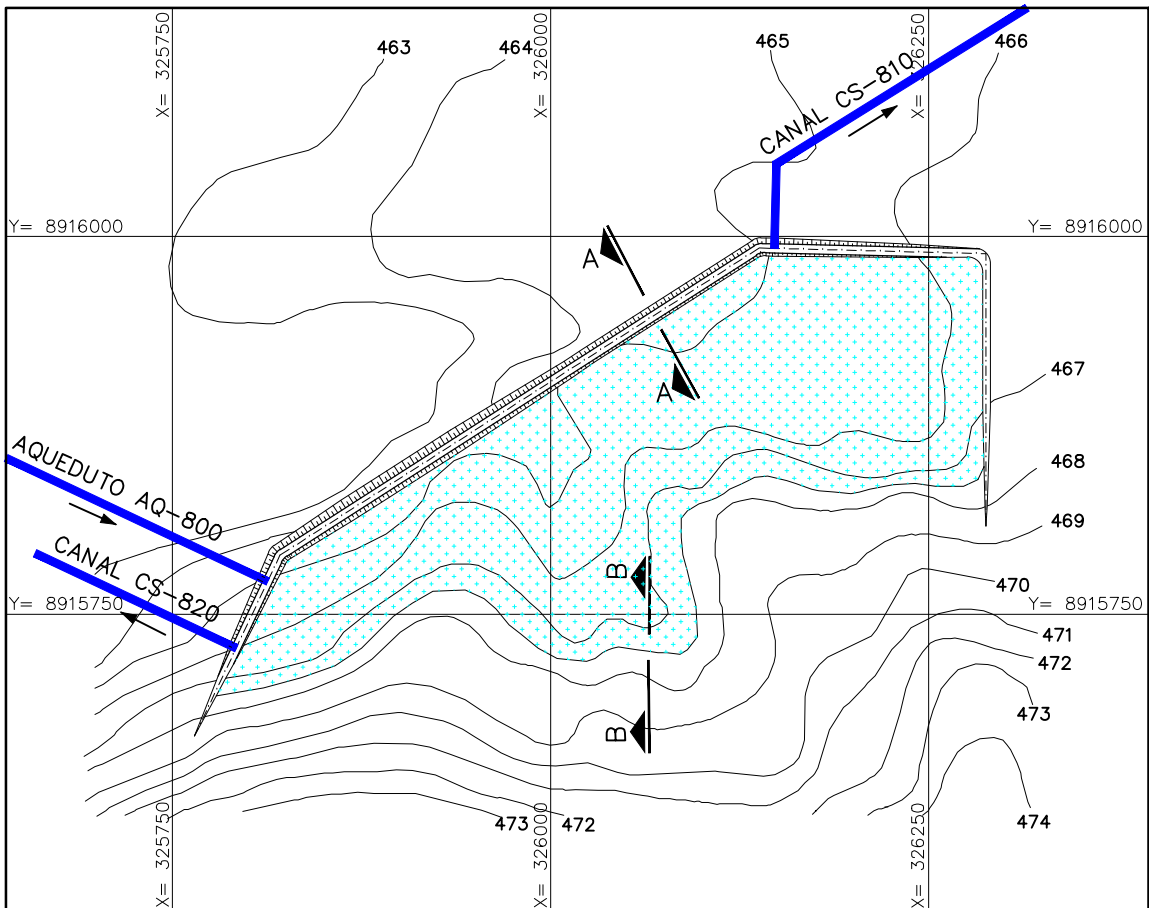 X= 325750
463
464
X= 326000
465
X= 326250
466
CANAL CS-810
Y= 8916000
Y= 8916000
A
A
467
AQUEDUTO AQ-800
468
469
CANAL CS-820
B
470
Y= 8915750
Y= 8915750
471
472
473
B
473
472
474
X= 325750
X= 326000
X= 326250